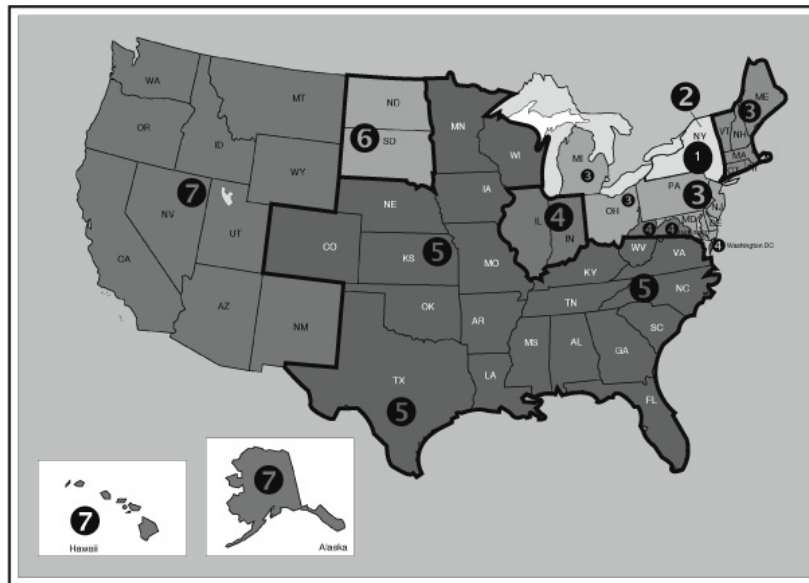 WA
MT
ND
MN
ME
OR
ID
SD
WI
MI
NY
VT
NH
MA
WY
IA
PA
NJ
NV
NE
IL
IN
OH
MD
DE
UT
CO
KS
MO
WV
VA
Washington DC
CA
KY
NC
AZ
NM
OK
AR
TN
SC
MS
AL
GA
TX
LA
FL
2
3
1
6
3
7
3
3
4
4
4
4
5
5
5
7
7
Hawaii
Alaska